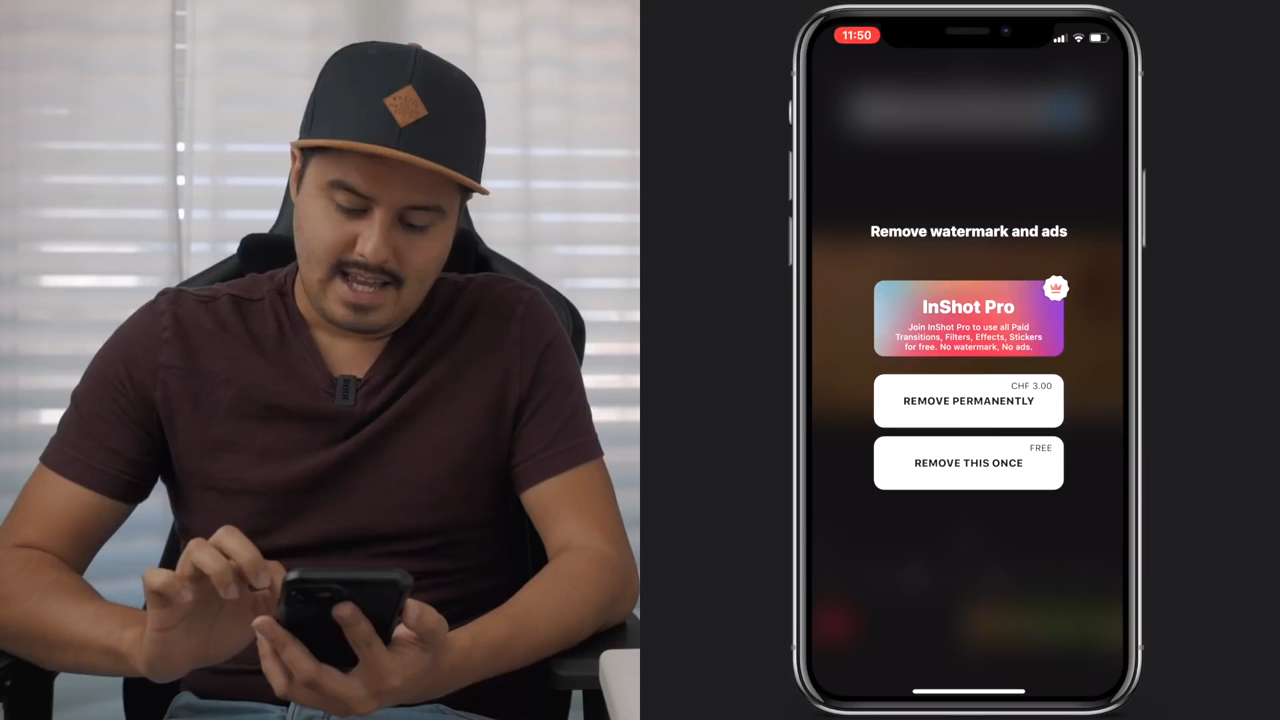 11:50
Remove watermark and ads
InShot Pro
Join InShot Pro to use all Paid
Transitions, Filters, Effects, Stickers
for free. No watermark, No ads.
CHF 3.00
REMOVE PERMANENTLY
FREE
REMOVE THIS ONCE